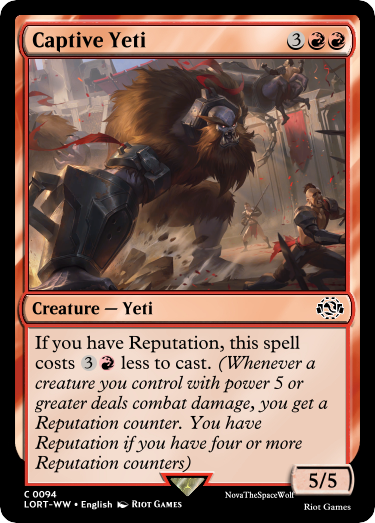 Captive Yeti 3
Creature — Yeti
If you have Reputation, this spell
costs 3 less to cast. (Whenever a
creature you control with power 5 or
greater deals combat damage, you get a
Reputation counter. You have
Reputation if you have four or more
Reputation counters)
5/5
C 0094
LORT-WW • English Riot Games
NovaTheSpaceWolf
Riot Games